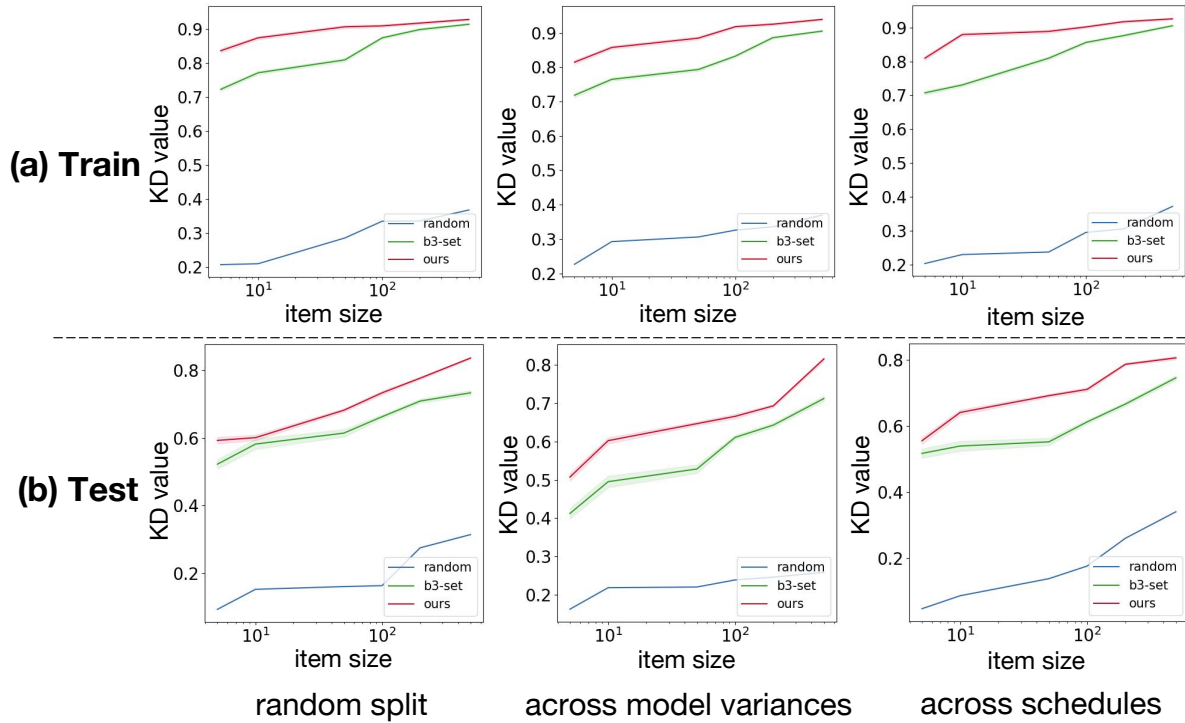 (a) Train
KD value
0.9
0.8
0.7
0.6
0.5
0.4
0.3
0.2
10¹
10²
item size
random
b3-set
ours
KD value
0.9
0.8
0.7
0.6
0.5
0.4
0.3
0.2
10¹
10²
item size
random
b3-set
ours
KD value
0.9
0.8
0.7
0.6
0.5
0.4
0.3
0.2
10¹
10²
item size
random
b3-set
ours
(b) Test
KD value
0.8
0.6
0.4
0.2
10¹
10²
item size
random
b3-set
ours
KD value
0.8
0.7
0.6
0.5
0.4
0.3
0.2
10¹
10²
item size
random
b3-set
ours
KD value
0.8
0.6
0.4
0.2
10¹
10²
item size
random
b3-set
ours
random split
across model variances
across schedules